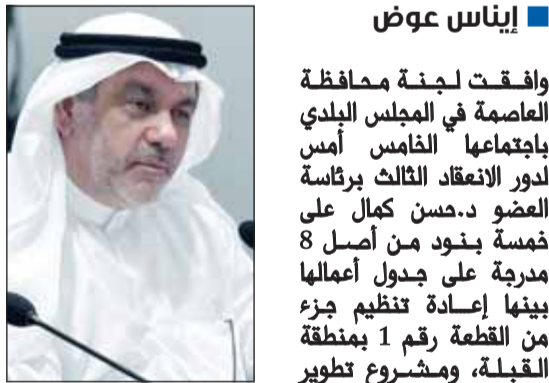 إيناس عوض
وافقت لجنة محافظة
العاصمة في المجلس البلدي
باجتماعها الخامس أمس
لدور الانعقاد الثالث برئاسة
العضو د.حسن كمال على
خمسة بنود من أصل 8
مدرجة على جدول أعمالها
بينها إعادة تنظيم جزء
من القطعة رقم 1 بمنطقة
القبلة، ومشروع تطوير